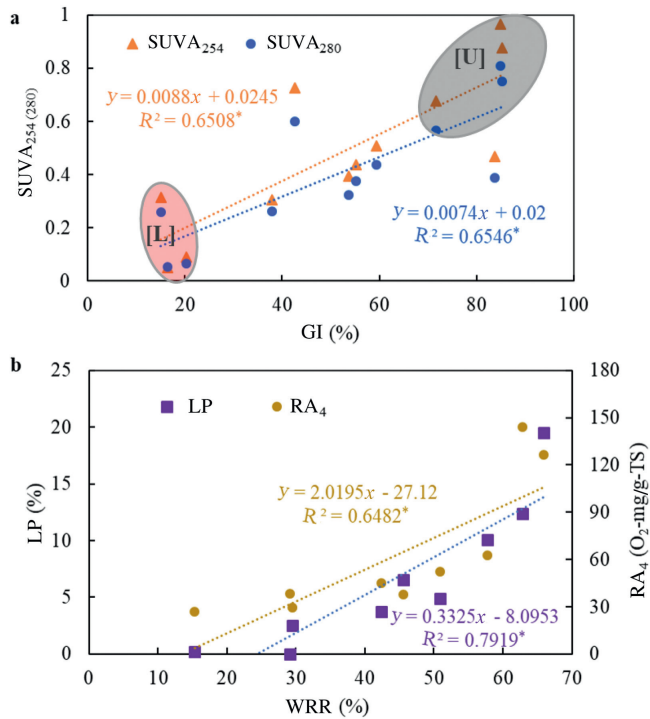 a
SUVA₂₅₄ SUVA₂₈₀
[U]
y = 0.0088x + 0.0245
R² = 0.6508*
[L]
y = 0.0074x + 0.02
R² = 0.6546*
SUVA₂₅₄ ₍₂₈₀₎
1
0.8
0.6
0.4
0.2
0
0 20 40 60 80 100
GI (%)
b
LP RA₄
y = 2.0195x - 27.12
R² = 0.6482*
y = 0.3325x - 8.0953
R² = 0.7919*
LP (%)
25
20
15
10
5
0
RA₄ (O₂-mg/g-TS)
180
150
120
90
60
30
0
0 10 20 30 40 50 60 70
WRR (%)